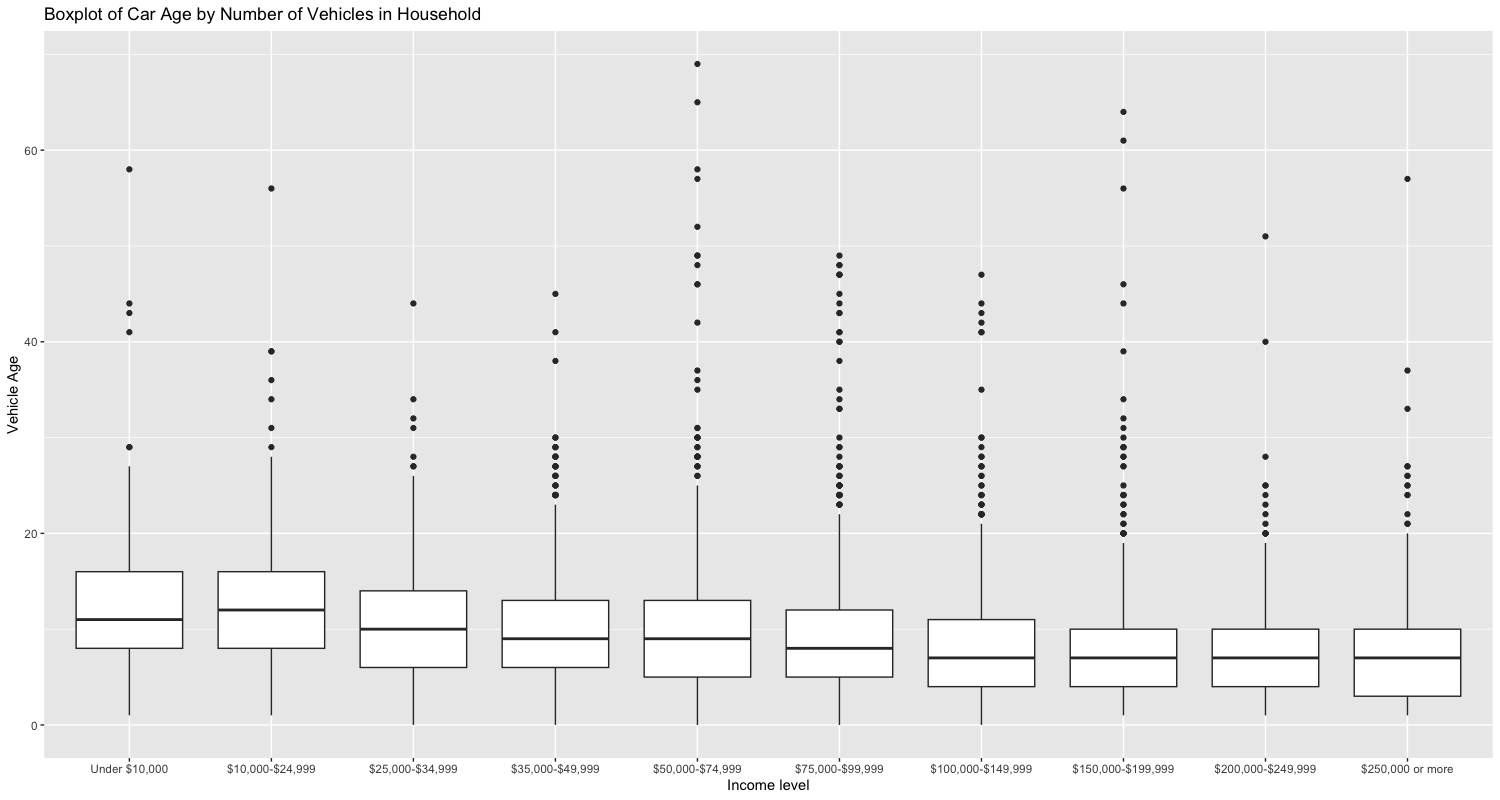 Boxplot of Car Age by Number of Vehicles in Household
Vehicle Age
60
40
20
0
Under $10,000
$10,000-$24,999
$25,000-$34,999
$35,000-$49,999
$50,000-$74,999
$75,000-$99,999
$100,000-$149,999
$150,000-$199,999
$200,000-$249,999
$250,000 or more
Income level